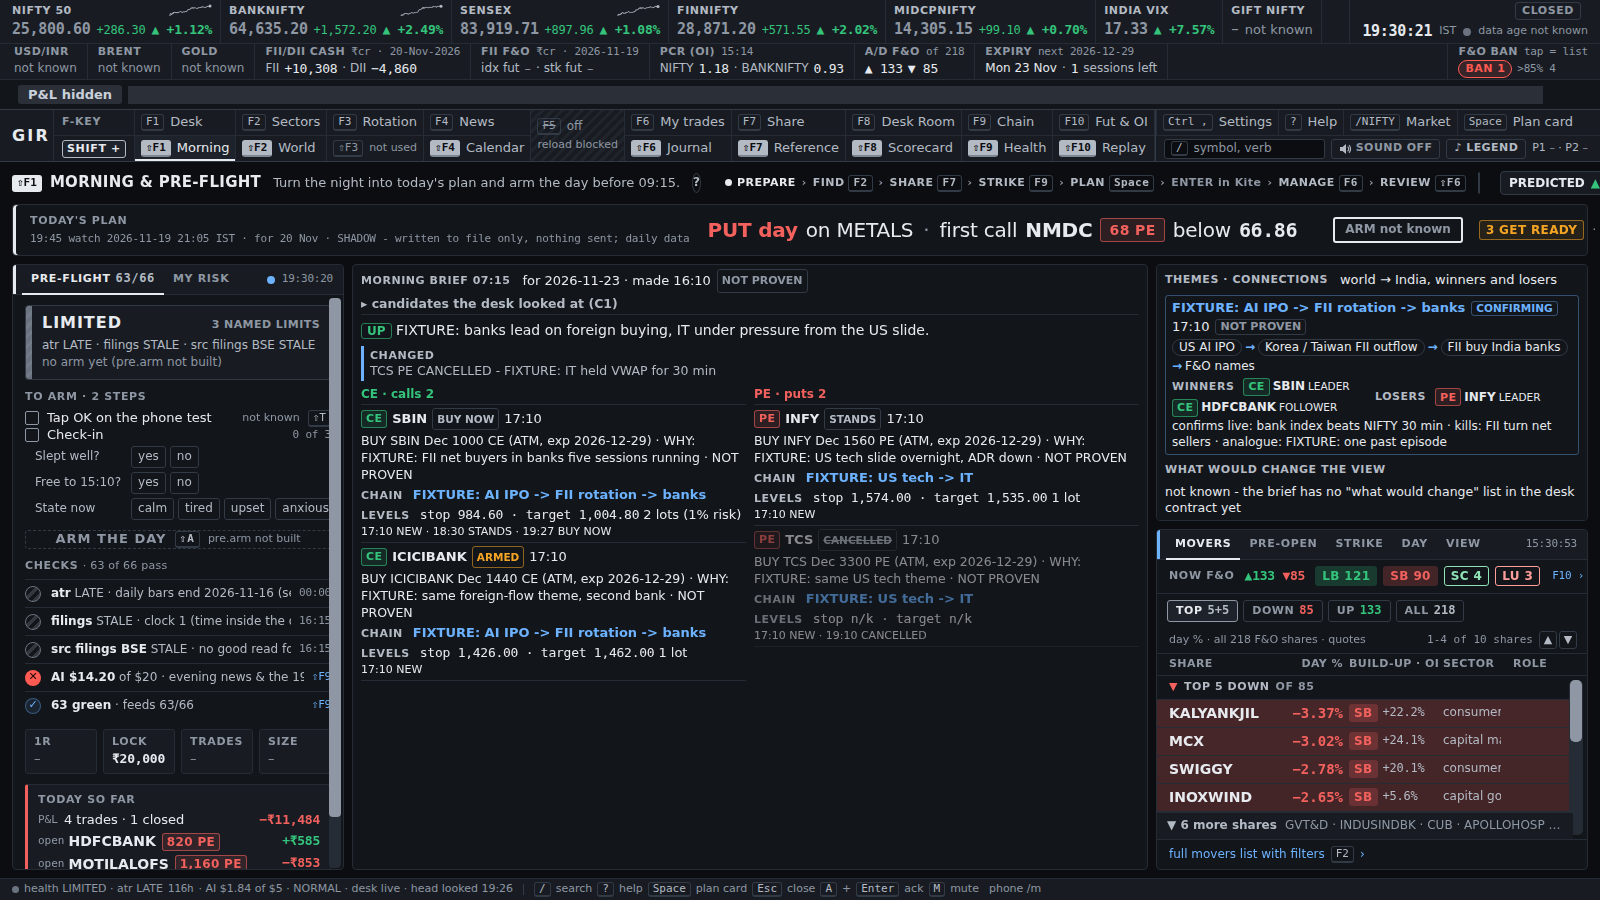 NIFTY 50 BANKNIFTY SENSEX FINNIFTY MIDCPNIFTY INDIA VIX GIFT NIFTY CLOSED
25,800.60 +286.30 ▲ +1.12% 64,635.20 +1,572.20 ▲ +2.49% 83,919.71 +897.96 ▲ +1.08% 28,871.20 +571.55 ▲ +2.02% 14,305.15 +99.10 ▲ +0.70% 17.33 ▲ +7.57% – not known 19:30:21 IST data age not known
USD/INR BRENT GOLD FII/DII CASH ₹cr · 20-Nov-2026 FII F&O ₹cr · 2026-11-19 PCR (OI) 15:14 A/D F&O of 218 EXPIRY next 2026-12-29 F&O BAN tap = list
not known not known not known FII +10,308 · DII −4,860 idx fut – · stk fut – NIFTY 1.18 · BANKNIFTY 0.93 ▲ 133 ▼ 85 Mon 23 Nov · 1 sessions left BAN 1 >85% 4
P&L hidden
GIR F-KEY F1 Desk F2 Sectors F3 Rotation F4 News F5 off F6 My trades F7 Share F8 Desk Room F9 Chain F10 Fut & OI Ctrl , Settings ? Help /NIFTY Market Space Plan card
SHIFT + ⇧F1 Morning ⇧F2 World ⇧F3 not used ⇧F4 Calendar reload blocked ⇧F6 Journal ⇧F7 Reference ⇧F8 Scorecard ⇧F9 Health ⇧F10 Replay / symbol, verb SOUND OFF ♪ LEGEND P1 – · P2 –
⇧F1 MORNING & PRE-FLIGHT Turn the night into today's plan and arm the day before 09:15. ? PREPARE › FIND F2 › SHARE F7 › STRIKE F9 › PLAN Space › ENTER in Kite › MANAGE F6 › REVIEW ⇧F6 PREDICTED ▲
TODAY'S PLAN
19:45 watch 2026-11-19 21:05 IST · for 20 Nov · SHADOW - written to file only, nothing sent; daily data
PUT day on METALS · first call NMDC 68 PE below 66.86 ARM not known 3 GET READY ·
PRE-FLIGHT 63/66 MY RISK 19:30:20
LIMITED 3 NAMED LIMITS
atr LATE · filings STALE · src filings BSE STALE
no arm yet (pre.arm not built)
TO ARM · 2 STEPS
Tap OK on the phone test not known ⇧T
Check-in 0 of 3
Slept well? yes no
Free to 15:10? yes no
State now calm tired upset anxious
ARM THE DAY ⇧A pre.arm not built
CHECKS · 63 of 66 pass
atr LATE · daily bars end 2026-11-16 (se 00:00
filings STALE · clock 1 (time inside the 16:15
src filings BSE STALE · no good read fo 16:15
AI $14.20 of $20 · evening news & the 19 ⇧F9
63 green · feeds 63/66 ⇧F9
1R LOCK TRADES SIZE
– ₹20,000 – –
TODAY SO FAR
P&L 4 trades · 1 closed −₹11,484
open HDFCBANK 820 PE +₹585
open MOTILALOFS 1,160 PE −₹853
MORNING BRIEF 07:15 for 2026-11-23 · made 16:10 NOT PROVEN
▸ candidates the desk looked at (C1)
UP FIXTURE: banks lead on foreign buying, IT under pressure from the US slide.
CHANGED
TCS PE CANCELLED - FIXTURE: IT held VWAP for 30 min
CE · calls 2
CE SBIN BUY NOW 17:10
BUY SBIN Dec 1000 CE (ATM, exp 2026-12-29) · WHY:
FIXTURE: FII net buyers in banks five sessions running · NOT
PROVEN
CHAIN FIXTURE: AI IPO -> FII rotation -> banks
LEVELS stop 984.60 · target 1,004.80 2 lots (1% risk)
17:10 NEW · 18:30 STANDS · 19:27 BUY NOW
CE ICICIBANK ARMED 17:10
BUY ICICIBANK Dec 1440 CE (ATM, exp 2026-12-29) · WHY:
FIXTURE: same foreign-flow theme, second bank · NOT
PROVEN
CHAIN FIXTURE: AI IPO -> FII rotation -> banks
LEVELS stop 1,426.00 · target 1,462.00 1 lot
17:10 NEW
PE · puts 2
PE INFY STANDS 17:10
BUY INFY Dec 1560 PE (ATM, exp 2026-12-29) · WHY:
FIXTURE: US tech slide overnight, ADR down · NOT PROVEN
CHAIN FIXTURE: US tech -> IT
LEVELS stop 1,574.00 · target 1,535.00 1 lot
17:10 NEW
PE TCS CANCELLED 17:10
BUY TCS Dec 3300 PE (ATM, exp 2026-12-29) · WHY:
FIXTURE: same US tech theme · NOT PROVEN
CHAIN FIXTURE: US tech -> IT
LEVELS stop n/k · target n/k
17:10 NEW · 19:10 CANCELLED
THEMES · CONNECTIONS world → India, winners and losers
FIXTURE: AI IPO -> FII rotation -> banks CONFIRMING
17:10 NOT PROVEN
US AI IPO → Korea / Taiwan FII outflow → FII buy India banks
→ F&O names
WINNERS CE SBIN LEADER
CE HDFCBANK FOLLOWER
LOSERS PE INFY LEADER
confirms live: bank index beats NIFTY 30 min · kills: FII turn net
sellers · analogue: FIXTURE: one past episode
WHAT WOULD CHANGE THE VIEW
not known - the brief has no "what would change" list in the desk
contract yet
MOVERS PRE-OPEN STRIKE DAY VIEW 15:30:53
NOW F&O ▲133 ▼85 LB 121 SB 90 SC 4 LU 3 F10 ›
TOP 5+5 DOWN 85 UP 133 ALL 218
day % · all 218 F&O shares · quotes 1-4 of 10 shares ▲ ▼
SHARE DAY % BUILD-UP · OI SECTOR ROLE
▼ TOP 5 DOWN OF 85
KALYANKJIL −3.37% SB +22.2% consumer
MCX −3.02% SB +24.1% capital ma
SWIGGY −2.78% SB +20.1% consumer
INOXWIND −2.65% SB +5.6% capital go
▼ 6 more shares GVT&D · INDUSINDBK · CUB · APOLLOHOSP ...
full movers list with filters F2 ›
health LIMITED · atr LATE 116h · AI $1.84 of $5 · NORMAL · desk live · head looked 19:26 / search ? help Space plan card Esc close A + Enter ack M mute phone /m